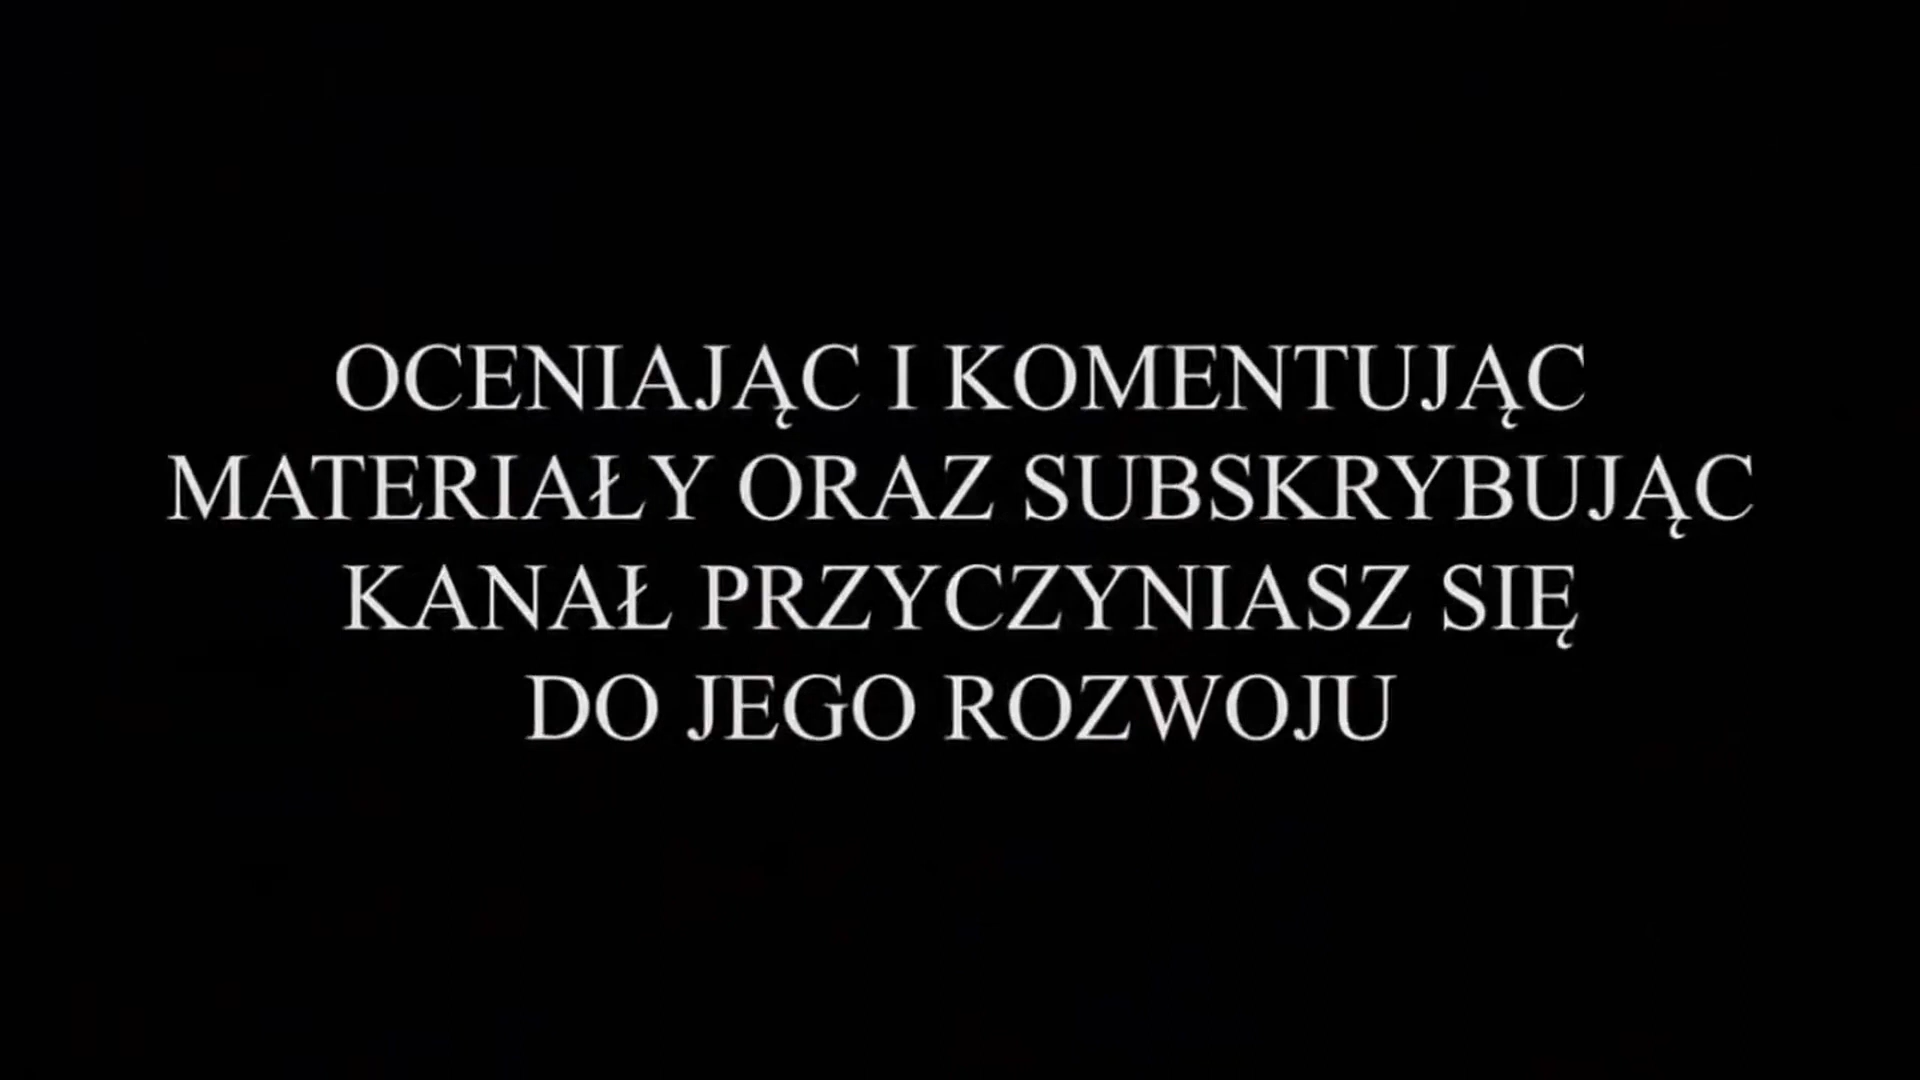 OCENIAJĄC I KOMENTUJĄC
MATERIAŁY ORAZ SUBSKRYBUJĄC
KANAŁ PRZYCZYNIASZ SIĘ
DO JEGO ROZWOJU